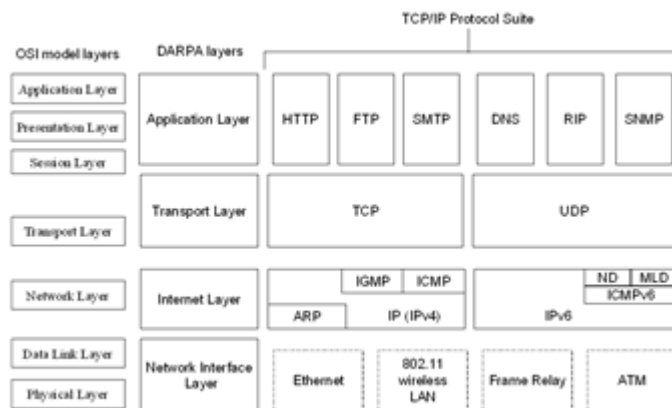 TCP/IP Protocol Suite
OSI model layers
DARPA layers
Application Layer
Presentation Layer
Session Layer
Application Layer
HTTP
FTP
SMTP
DNS
RIP
SNMP
Transport Layer
Transport Layer
TCP
UDP
Network Layer
Internet Layer
IGMP
ICMP
ARP
IP (IPv4)
ND
MLD
ICMPv6
IPv6
Data Link Layer
Physical Layer
Network Interface
Layer
Ethernet
802.11
wireless
LAN
Frame Relay
ATM